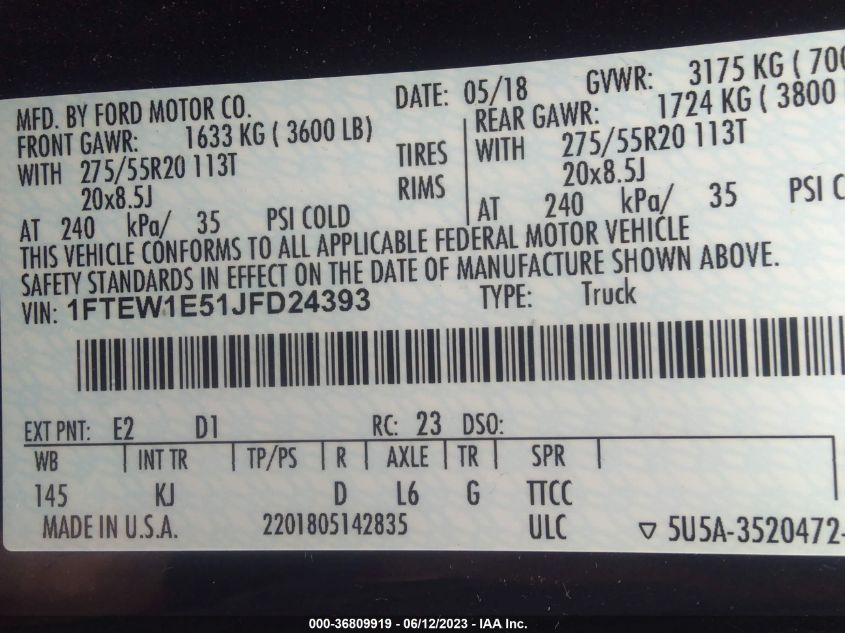 MFD. BY FORD MOTOR CO. DATE: 05/18 GVWR: 3175 KG ( 700
FRONT GAWR: 1633 KG ( 3600 LB) REAR GAWR: 1724 KG ( 3800
WITH 275/55R20 113T TIRES WITH 275/55R20 113T
20x8.5J RIMS 20x8.5J
AT 240 kPa/ 35 PSI COLD AT 240 kPa/ 35 PSI C
THIS VEHICLE CONFORMS TO ALL APPLICABLE FEDERAL MOTOR VEHICLE
SAFETY STANDARDS IN EFFECT ON THE DATE OF MANUFACTURE SHOWN ABOVE.
VIN: 1FTEW1E51JFD24393 TYPE: Truck
EXT PNT: E2 D1 RC: 23 DSO:
WB INT TR TP/PS R AXLE TR SPR
145 KJ D L6 G TTCC
MADE IN U.S.A. 2201805142835 ULC ▽ 5U5A-3520472-
000-36809919 - 06/12/2023 - IAA Inc.